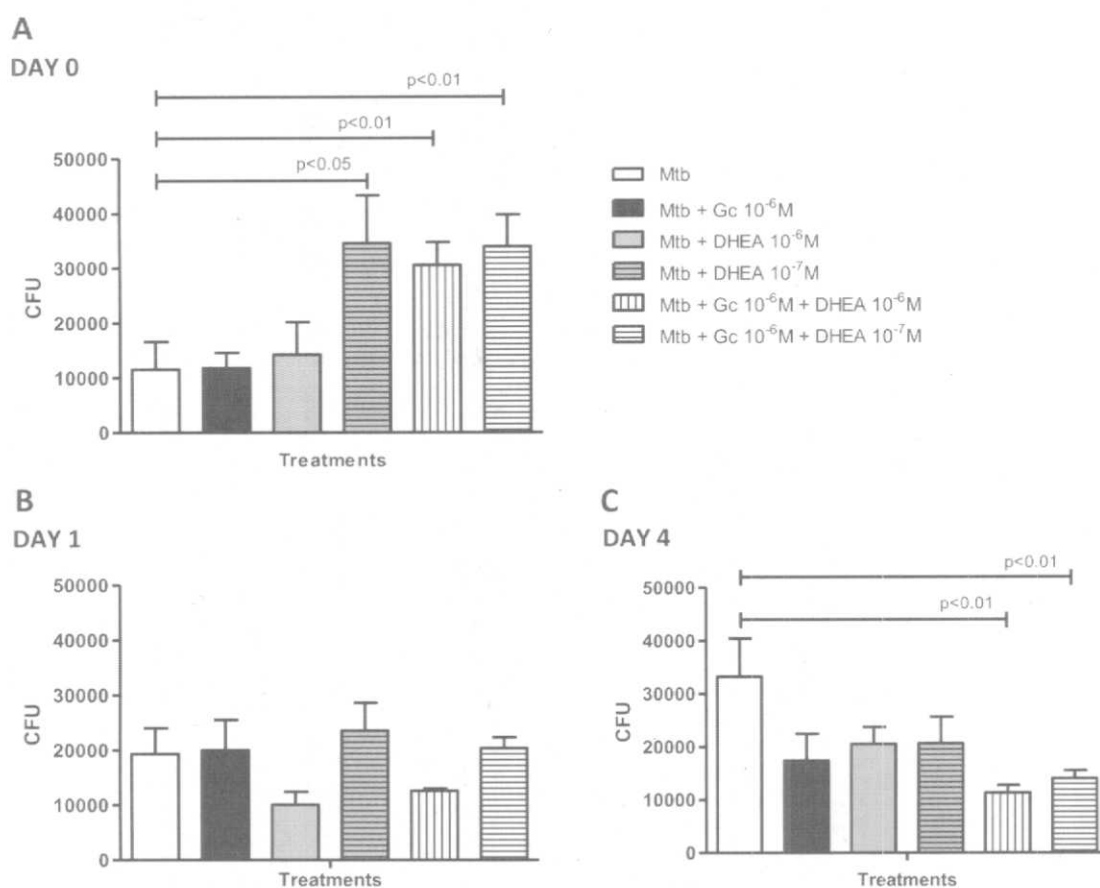 A
DAY 0
p<0.01
p<0.01
p<0.05
50000
40000
30000
20000
10000
0
CFU
Treatments
Mtb
Mtb + Gc 10⁻⁶M
Mtb + DHEA 10⁻⁶M
Mtb + DHEA 10⁻⁷M
Mtb + Gc 10⁻⁶M + DHEA 10⁻⁶M
Mtb + Gc 10⁻⁶M + DHEA 10⁻⁷M
B
DAY 1
50000
40000
30000
20000
10000
0
CFU
Treatments
C
DAY 4
p<0.01
p<0.01
50000
40000
30000
20000
10000
0
CFU
Treatments